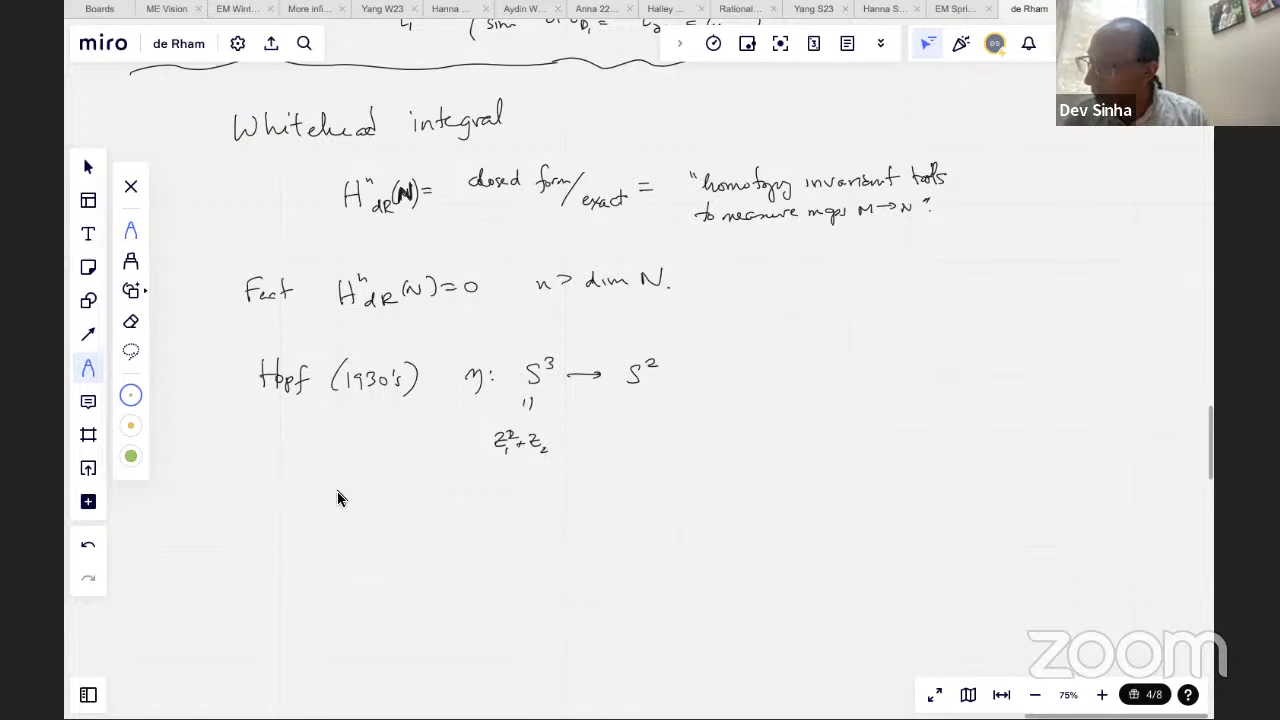 Boards ME Vision EM Wint... More infi... Yang W23 Hanna ... Aydin W... Anna 22... Halley ... Rational... Yang S23 Hanna S... EM Spri... de Rham
miro de Rham
Dev Sinha
Whitehead integral
H^n_dR(N) = closed form/exact = "homotopy invariant tools
to measure maps M → N".
Fact H^n_dR(N) = 0 n > dim N.
Hopf (1930's) η: S^3 → S^2
=
z_1^2 + z_2
75% 4/8 ?
zoom